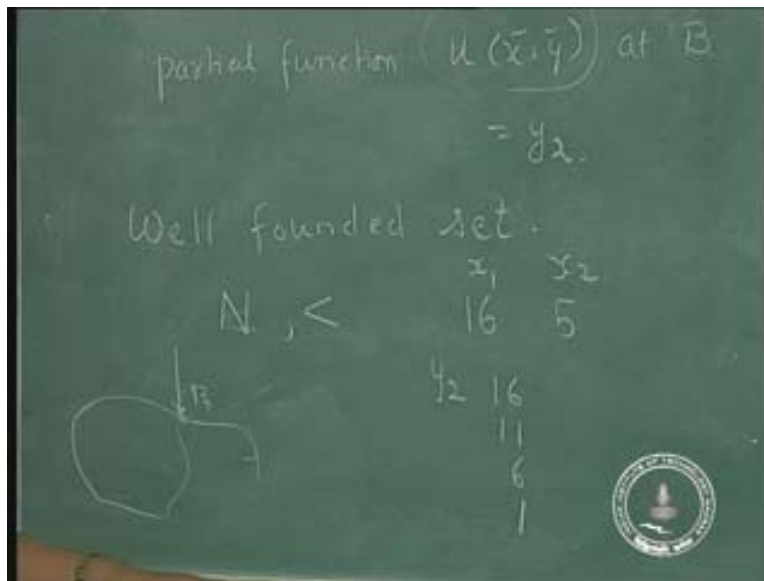 partial function u(x̄, ȳ) at B
= y₂.
Well founded set.
x₁ x₂
N, < 16 5
B
y₂ 16
11
6
1